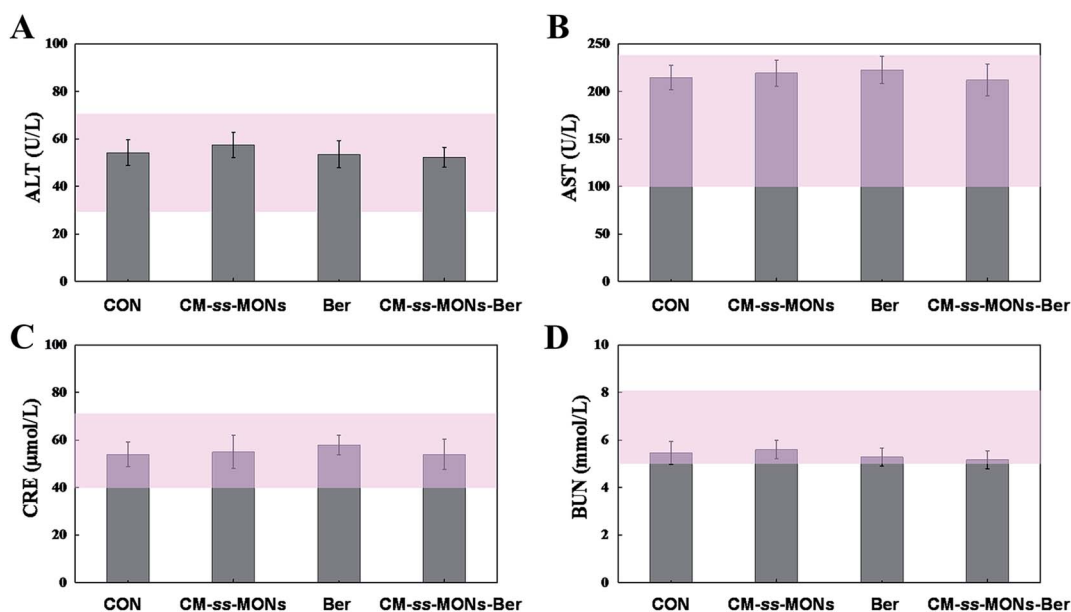 A
ALT (U/L)
100
80
60
40
20
0
CON CM-ss-MONs Ber CM-ss-MONs-Ber
B
AST (U/L)
250
200
150
100
50
0
CON CM-ss-MONs Ber CM-ss-MONs-Ber
C
CRE (μmol/L)
100
80
60
40
20
0
CON CM-ss-MONs Ber CM-ss-MONs-Ber
D
BUN (mmol/L)
10
8
6
4
2
0
CON CM-ss-MONs Ber CM-ss-MONs-Ber